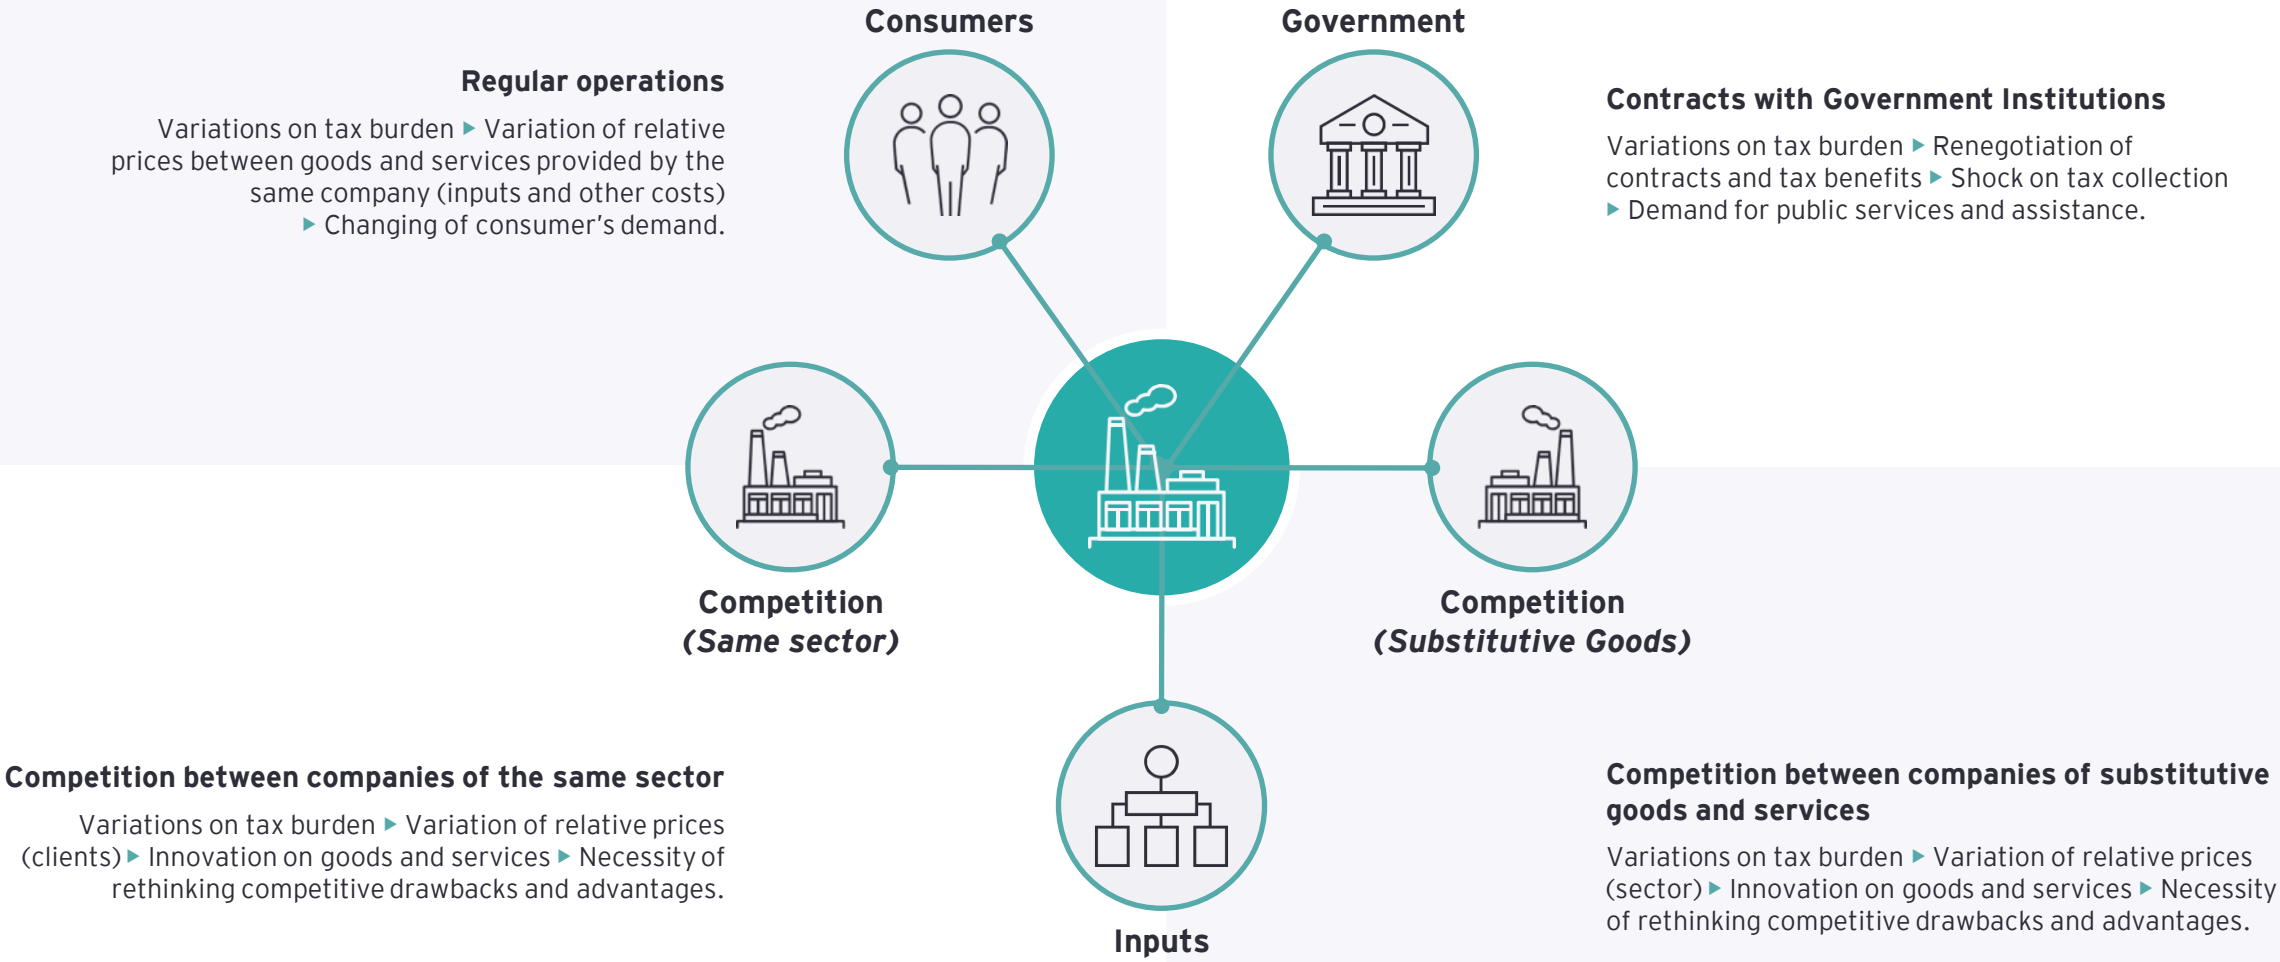 Consumers
Government
Regular operations
Variations on tax burden ▶ Variation of relative
prices between goods and services provided by the
same company (inputs and other costs)
▶ Changing of consumer’s demand.
Contracts with Government Institutions
Variations on tax burden ▶ Renegotiation of
contracts and tax benefits ▶ Shock on tax collection
▶ Demand for public services and assistance.
Competition
(Same sector)
Competition
(Substitutive Goods)
Competition between companies of the same sector
Variations on tax burden ▶ Variation of relative prices
(clients) ▶ Innovation on goods and services ▶ Necessity of
rethinking competitive drawbacks and advantages.
Inputs
Competition between companies of substitutive
goods and services
Variations on tax burden ▶ Variation of relative prices
(sector) ▶ Innovation on goods and services ▶ Necessity
of rethinking competitive drawbacks and advantages.